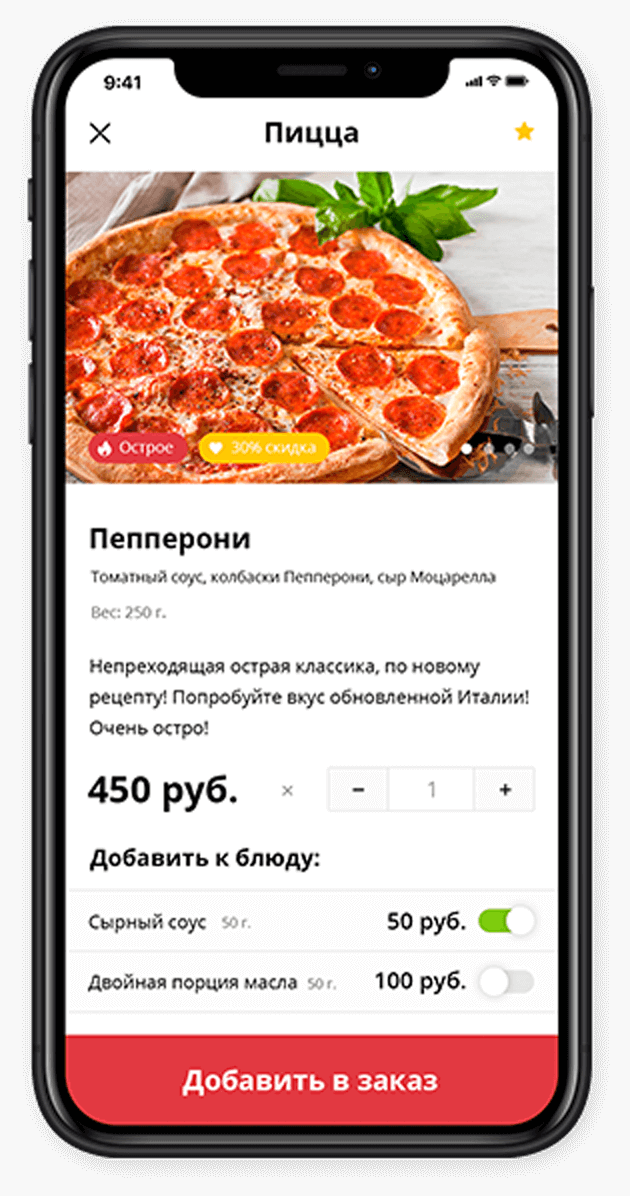 9:41
Пицца
Острое 30% скидка
Пепперони
Томатный соус, колбаски Пепперони, сыр Моцарелла
Вес: 250 г.
Непреходящая острая классика, по новому
рецепту! Попробуйте вкус обновленной Италии!
Очень остро!
450 руб. × − 1 +
Добавить к блюду:
Сырный соус 50 г. 50 руб.
Двойная порция масла 50 г. 100 руб.
Добавить в заказ